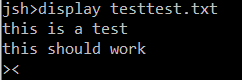 jsh>display testtest.txt
this is a test
this should work
><